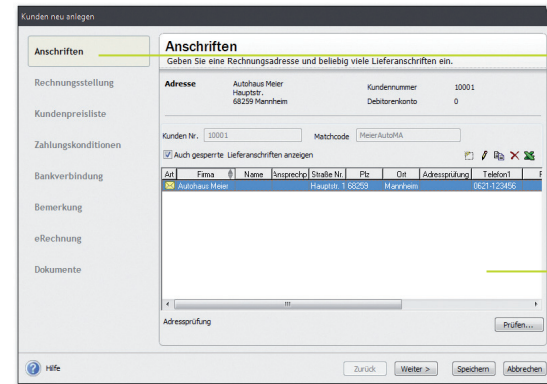 Kunden neu anlegen
Anschriften
Rechnungsstellung
Kundenpreisliste
Zahlungskonditionen
Bankverbindung
Bemerkung
eRechnung
Dokumente
Anschriften
Geben Sie eine Rechnungsadresse und beliebig viele Lieferanschriften ein.
Adresse Autohaus Meier
Hauptstr.
68259 Mannheim
Kundennummer 10001
Debitorenkonto 0
Kunden Nr. 10001 Matchcode MeierAutoMA
Auch gesperrte Lieferanschriften anzeigen
Art Firma Name Ansprechp Straße Nr. Plz Ort Adressprüfung Telefon1 F
Autohaus Meier Hauptstr. 1 68259 Mannheim 0621-123456
Adressprüfung Prüfen...
Hilfe Zurück Weiter > Speichern Abbrechen